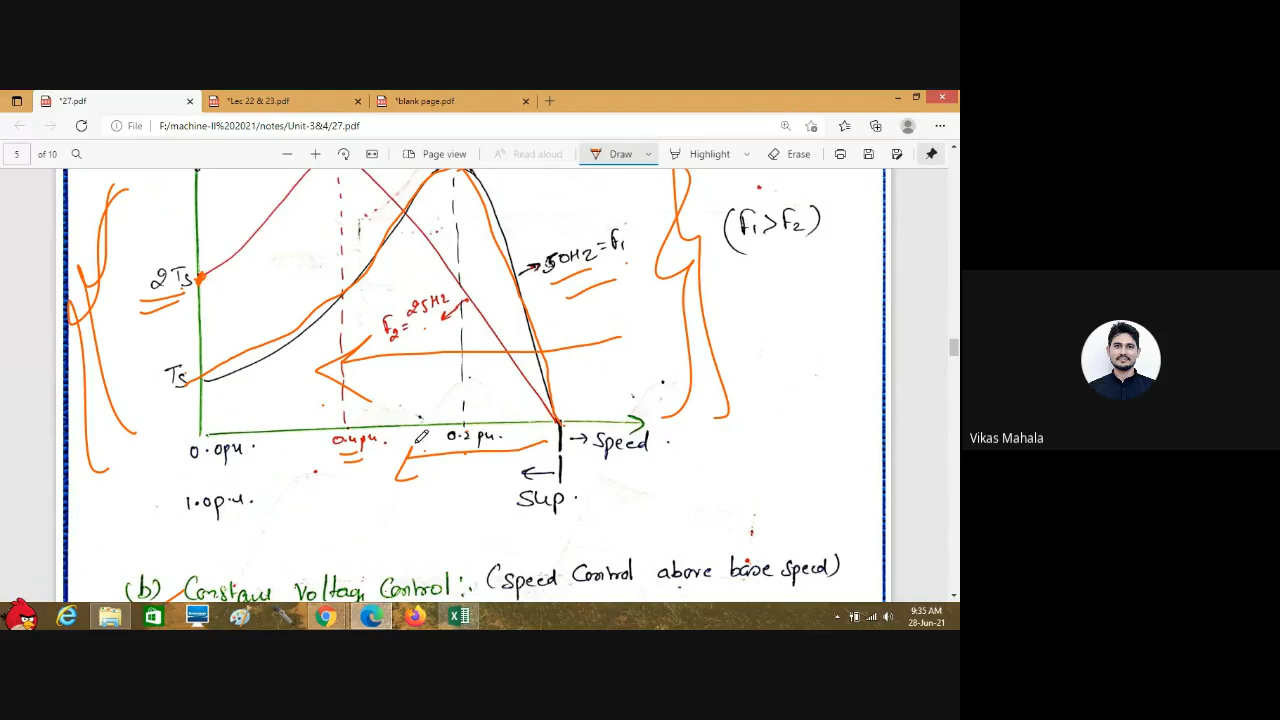 *27.pdf
*Lec 22 & 23.pdf
*blank page.pdf
File F:/machine-II%202021/notes/Unit-3&4/27.pdf
5 of 10
Page view
Read aloud
Draw
Highlight
Erase
(F1>F2)
50Hz=F1
2Ts
F2=25Hz
Ts
0.0pu.
0.4pu.
0.2pu.
→ Speed.
1.0p.u.
Slip.
(b) Constant voltage Control:. (Speed Control above base speed)
Vikas Mahala
9:35 AM
28-Jun-21